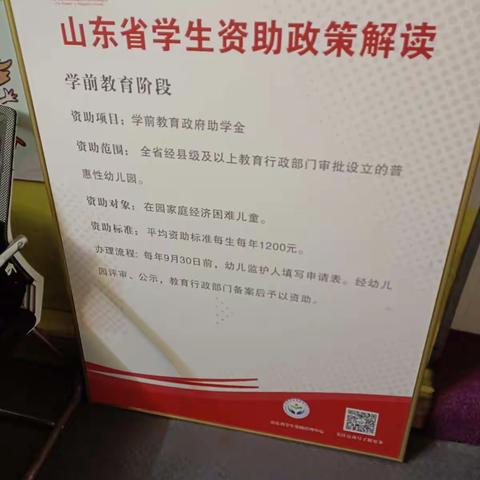 山东省学生资助政策解读
学前教育阶段
资助项目：学前教育政府助学金
资助范围：全省经县级及以上教育行政部门审批设立的普
惠性幼儿园。
资助对象：在园家庭经济困难儿童。
资助标准：平均资助标准每生每年1200元。
办理流程：每年9月30日前，幼儿监护人填写申请表。经幼儿
园评审、公示，教育行政部门备案后予以资助。